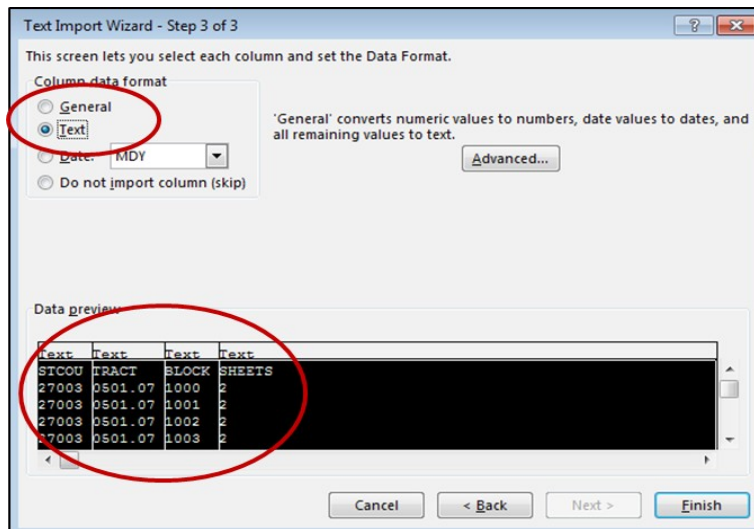 Text Import Wizard - Step 3 of 3
This screen lets you select each column and set the Data Format.
Column data format
General
Text
Date: MDY
Do not import column (skip)
'General' converts numeric values to numbers, date values to dates, and
all remaining values to text.
Advanced...
Data preview
Text Text Text Text
STCOU TRACT BLOCK SHEETS
27003 0501.07 1000 2
27003 0501.07 1001 2
27003 0501.07 1002 2
27003 0501.07 1003 2
Cancel < Back Next > Finish